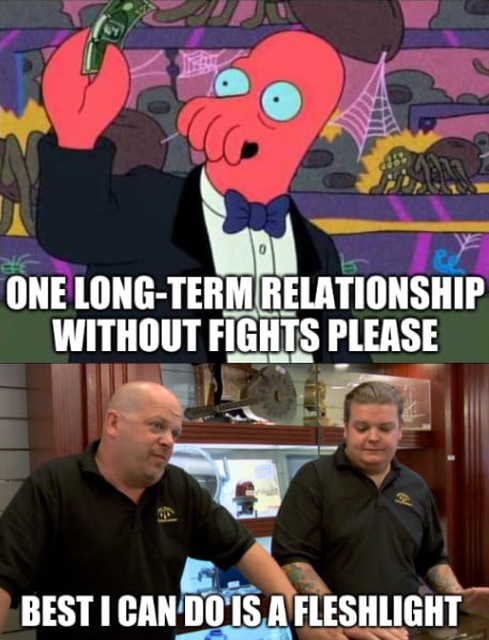 ONE LONG-TERM RELATIONSHIP
WITHOUT FIGHTS PLEASE
BEST I CAN DO IS A FLESHLIGHT